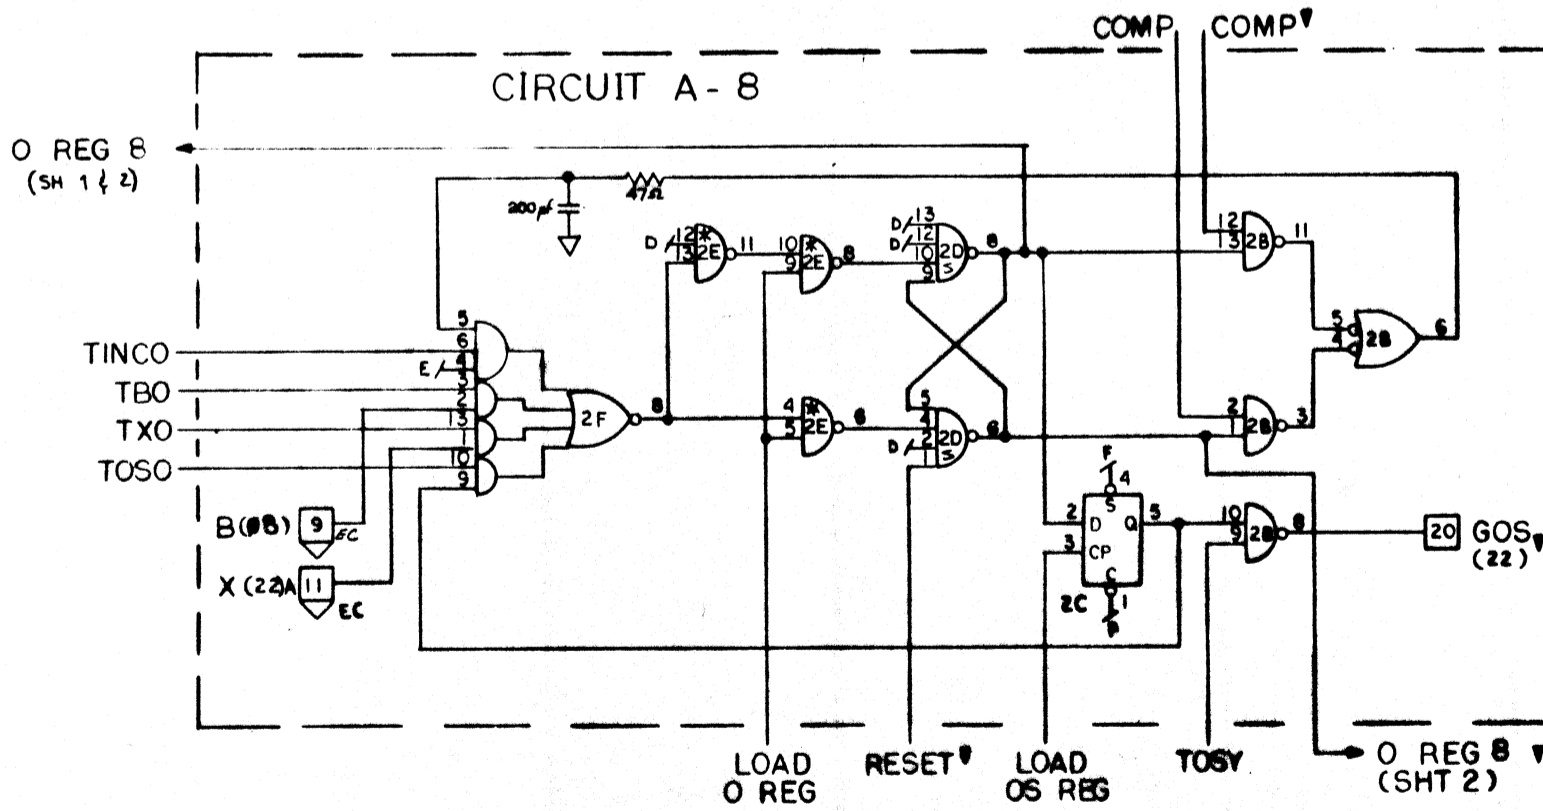 COMP COMP▼
CIRCUIT A-8
O REG 8
(SH 1 & 2)
47Ω
200pf
D 12 13 * 2E 11
10 9 * 2E 8
D 13 D 12 10 9 2D S 8
12 13 2B 11
5 4 2B 6
5
TINCO 6
E 4
TBO 3
2
TXO 13
1
TOSO 10
9
2F 8
4 5 * 2E 6
5 4 D 2 1 2D S 6
2 1 2B 3
B(08) 9 EC
X (22)A 11 EC
4 S
2 D Q 5
3 CP
C 1
2C
10 9 2B 8
20 GOS▼
(22)
LOAD
O REG
RESET▼
LOAD
OS REG
TOSY
O REG 8▼
(SHT 2)